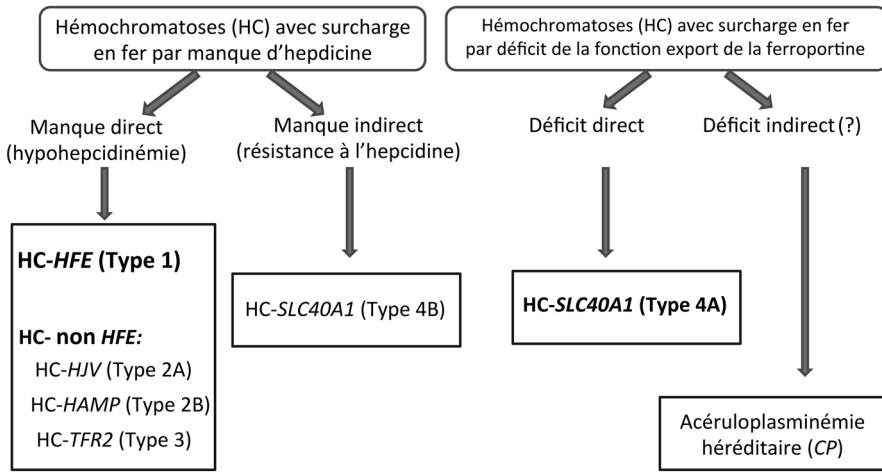 Hémochromatoses (HC) avec surcharge
en fer par manque d’hepdicine
Hémochromatoses (HC) avec surcharge en fer
par déficit de la fonction export de la ferroportine
Manque direct
(hypohepcidinémie)
Manque indirect
(résistance à l’hepcidine)
Déficit direct
Déficit indirect (?)
HC-HFE (Type 1)
HC- non HFE:
HC-HJV (Type 2A)
HC-HAMP (Type 2B)
HC-TFR2 (Type 3)
HC-SLC40A1 (Type 4B)
HC-SLC40A1 (Type 4A)
Acéruloplasminémie
héréditaire (CP)